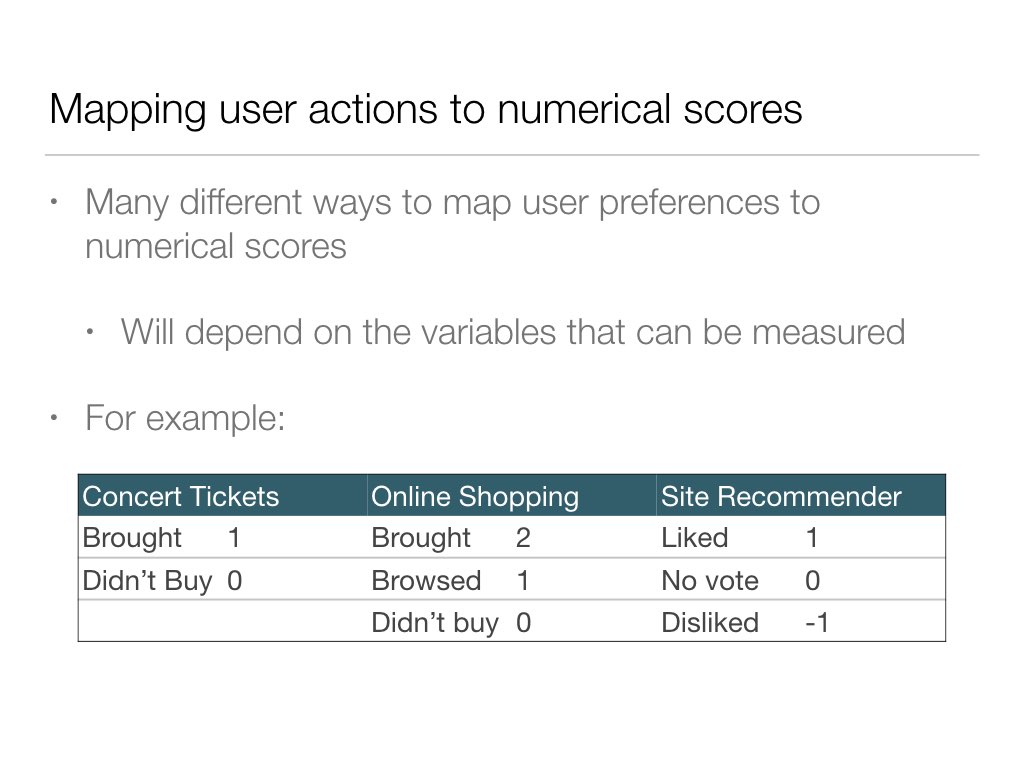 Mapping user actions to numerical scores
• Many different ways to map user preferences to
numerical scores
• Will depend on the variables that can be measured
• For example:
Concert Tickets Online Shopping Site Recommender
Brought 1 Brought 2 Liked 1
Didn’t Buy 0 Browsed 1 No vote 0
Didn’t buy 0 Disliked -1